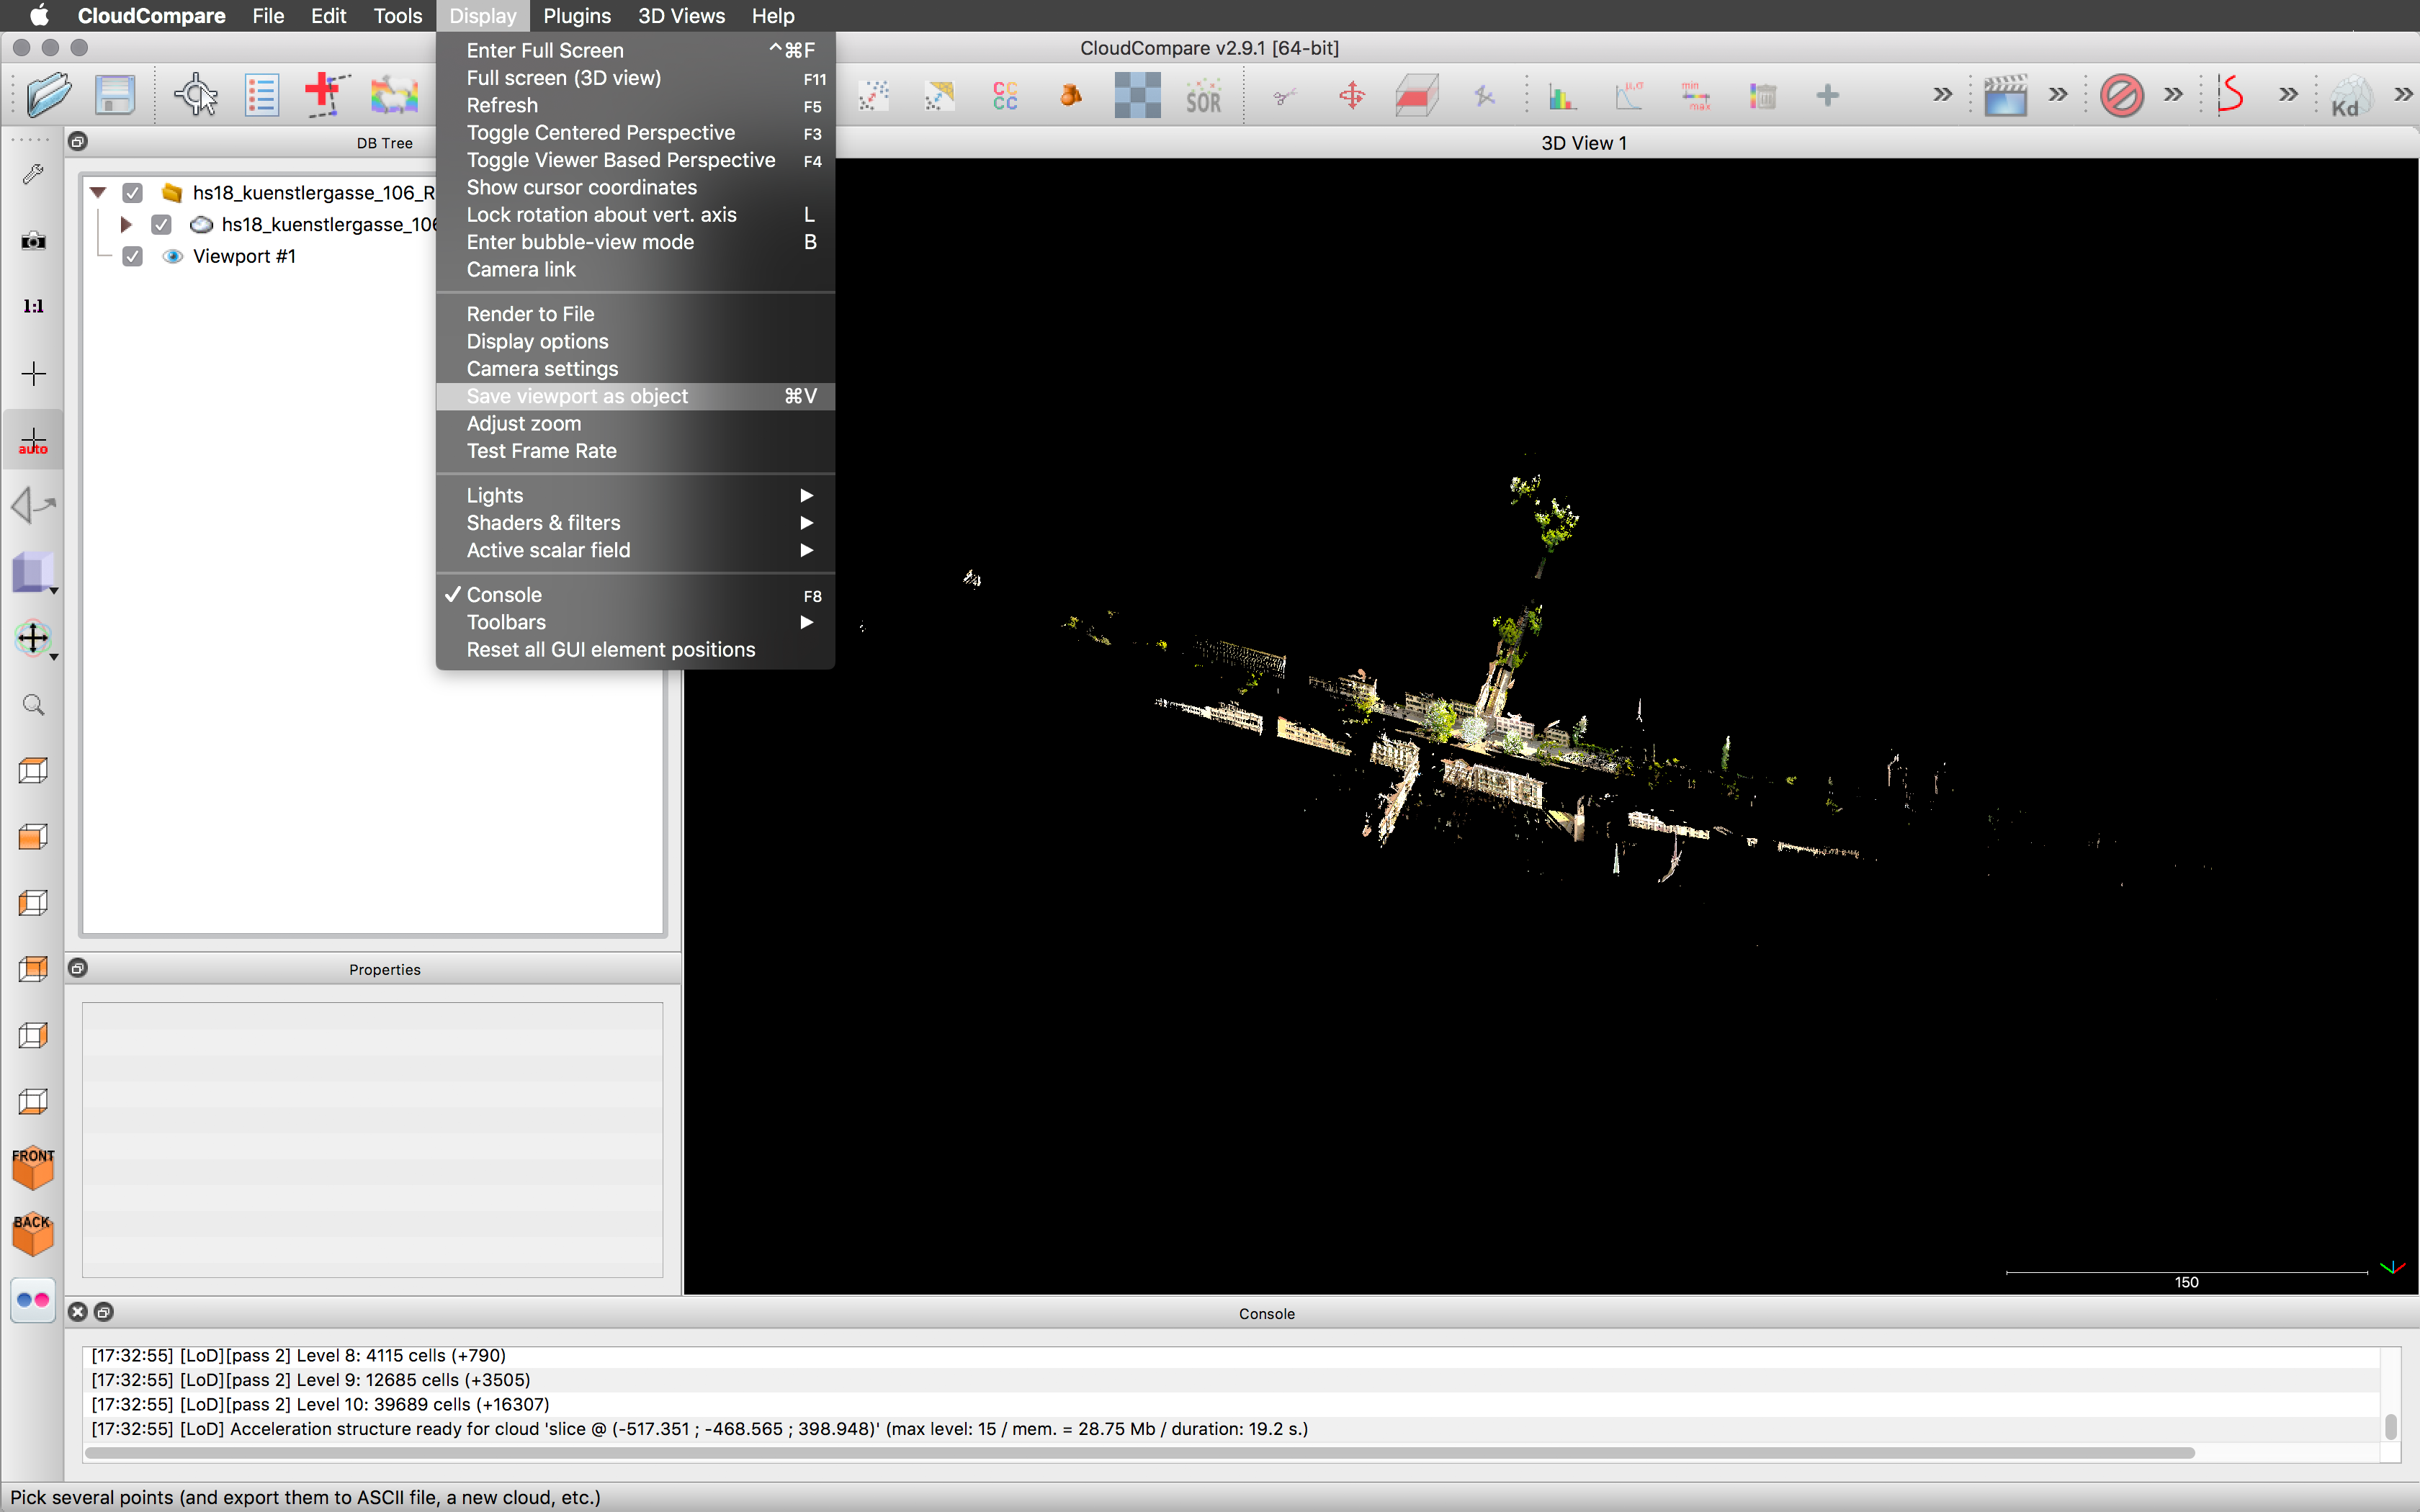 CloudCompare File Edit Tools Display Plugins 3D Views Help
CloudCompare v2.9.1 [64-bit]
CC
CC
SOR
μ,σ
min
max
Kd
DB Tree
3D View 1
hs18_kuenstlergasse_106_R
hs18_kuenstlergasse_106
Viewport #1
1:1
auto
Enter Full Screen ^⌘F
Full screen (3D view) F11
Refresh F5
Toggle Centered Perspective F3
Toggle Viewer Based Perspective F4
Show cursor coordinates
Lock rotation about vert. axis L
Enter bubble-view mode B
Camera link
Render to File
Display options
Camera settings
Save viewport as object ⌘V
Adjust zoom
Test Frame Rate
Lights
Shaders & filters
Active scalar field
✓ Console F8
Toolbars
Reset all GUI element positions
Properties
FRONT
BACK
150
Console
[17:32:55] [LoD][pass 2] Level 8: 4115 cells (+790)
[17:32:55] [LoD][pass 2] Level 9: 12685 cells (+3505)
[17:32:55] [LoD][pass 2] Level 10: 39689 cells (+16307)
[17:32:55] [LoD] Acceleration structure ready for cloud 'slice @ (-517.351 ; -468.565 ; 398.948)' (max level: 15 / mem. = 28.75 Mb / duration: 19.2 s.)
Pick several points (and export them to ASCII file, a new cloud, etc.)